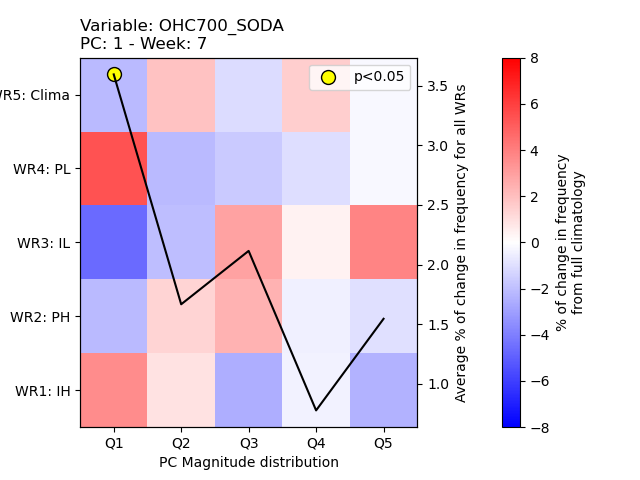 Variable: OHC700_SODA
PC: 1 - Week: 7
p<0.05
WR5: Clima
WR4: PL
WR3: IL
WR2: PH
WR1: IH
Q1 Q2 Q3 Q4 Q5
PC Magnitude distribution
3.5
3.0
2.5
2.0
1.5
1.0
Average % of change in frequency for all WRs
8
6
4
2
0
−2
−4
−6
−8
% of change in frequency
from full climatology